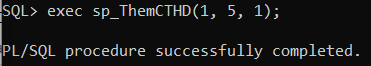 SQL> exec sp_ThemCTHD(1, 5, 1);
PL/SQL procedure successfully completed.